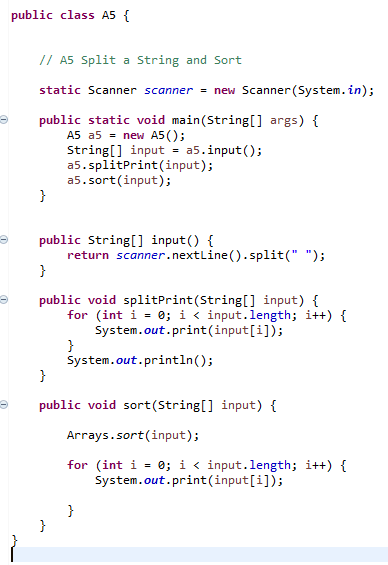 public class A5 {
// A5 Split a String and Sort
static Scanner scanner = new Scanner(System.in);
public static void main(String[] args) {
A5 a5 = new A5();
String[] input = a5.input();
a5.splitPrint(input);
a5.sort(input);
}
public String[] input() {
return scanner.nextLine().split(" ");
}
public void splitPrint(String[] input) {
for (int i = 0; i < input.length; i++) {
System.out.print(input[i]);
}
System.out.println();
}
public void sort(String[] input) {
Arrays.sort(input);
for (int i = 0; i < input.length; i++) {
System.out.print(input[i]);
}
}
}